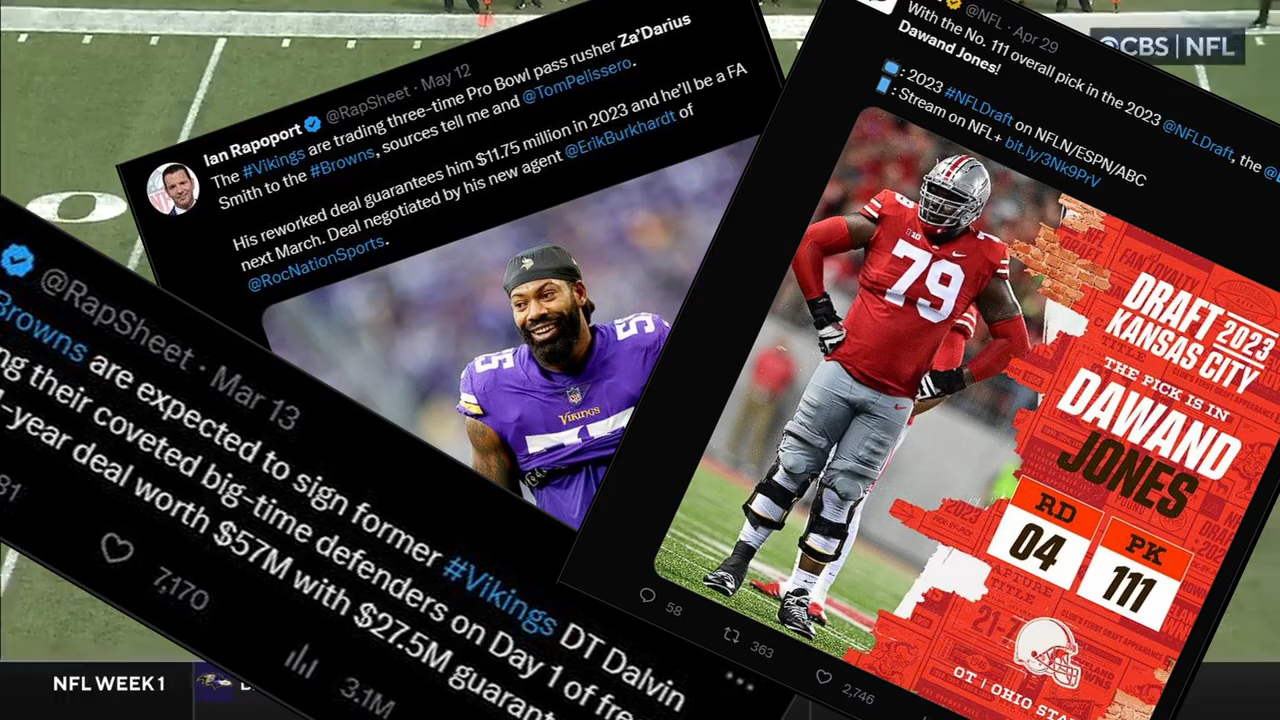 CBS | NFL
Ian Rapoport @RapSheet · May 12
The #Vikings are trading three-time Pro Bowl pass rusher Za'Darius
Smith to the #Browns, sources tell me and @TomPelissero.
His reworked deal guarantees him $11.75 million in 2023 and he'll be a FA
next March. Deal negotiated by his new agent @ErikBurkhardt of
@RocNationSports.
55
VIKINGS
@NFL · Apr 29
With the No. 111 overall pick in the 2023 @NFLDraft, the
Dawand Jones!
: 2023 #NFLDraft on NFLN/ESPN/ABC
: Stream on NFL+ bit.ly/3Nk9PrV
79
DRAFT 2023
KANSAS CITY
THE PICK IS IN
DAWAND
JONES
RD
04
PK
111
OT | OHIO STA
58
363
2,746
@RapSheet · Mar 13
Browns are expected to sign former #Vikings DT Dalvin
their coveted big-time defenders on Day 1 of
-year deal worth $57M with $27.5M
7,170
3.1M
NFL WEEK 1